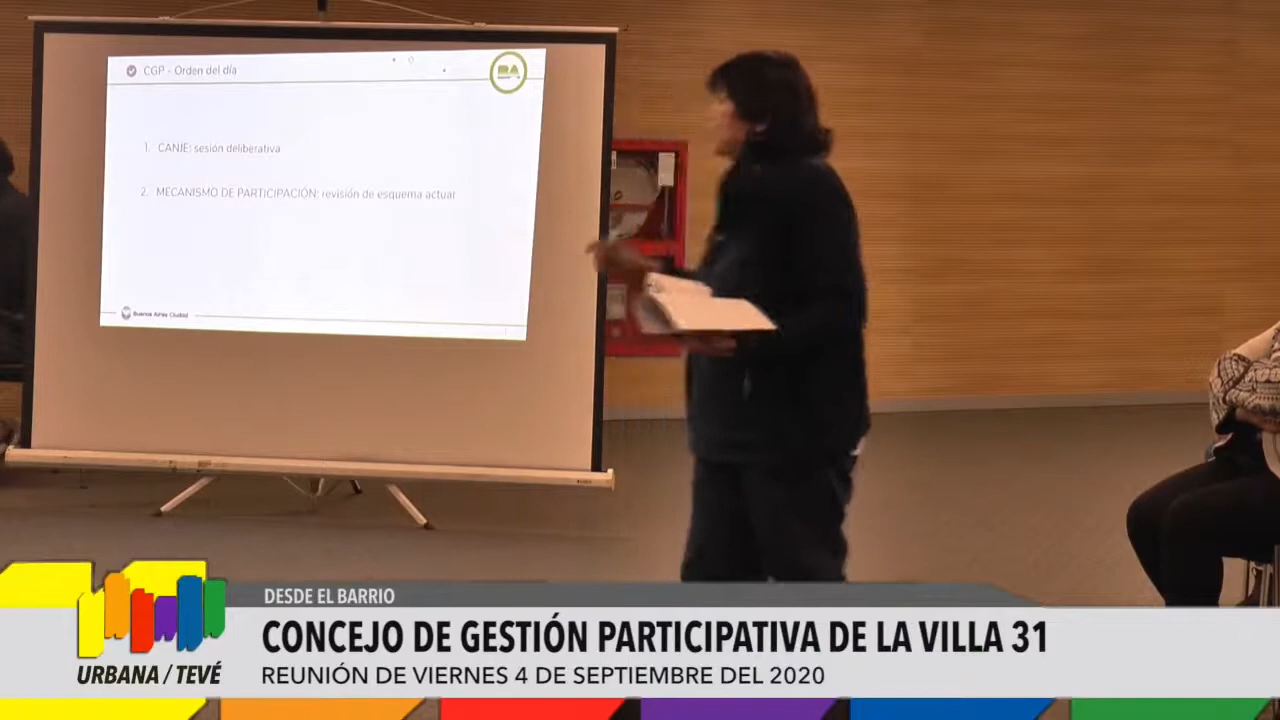 CGP - Orden del día
BA
1. CANJE: sesión deliberativa
2. MECANISMO DE PARTICIPACIÓN: revisión de esquema actual
Buenos Aires Ciudad
DESDE EL BARRIO
CONCEJO DE GESTIÓN PARTICIPATIVA DE LA VILLA 31
REUNIÓN DE VIERNES 4 DE SEPTIEMBRE DEL 2020
URBANA / TEVÉ